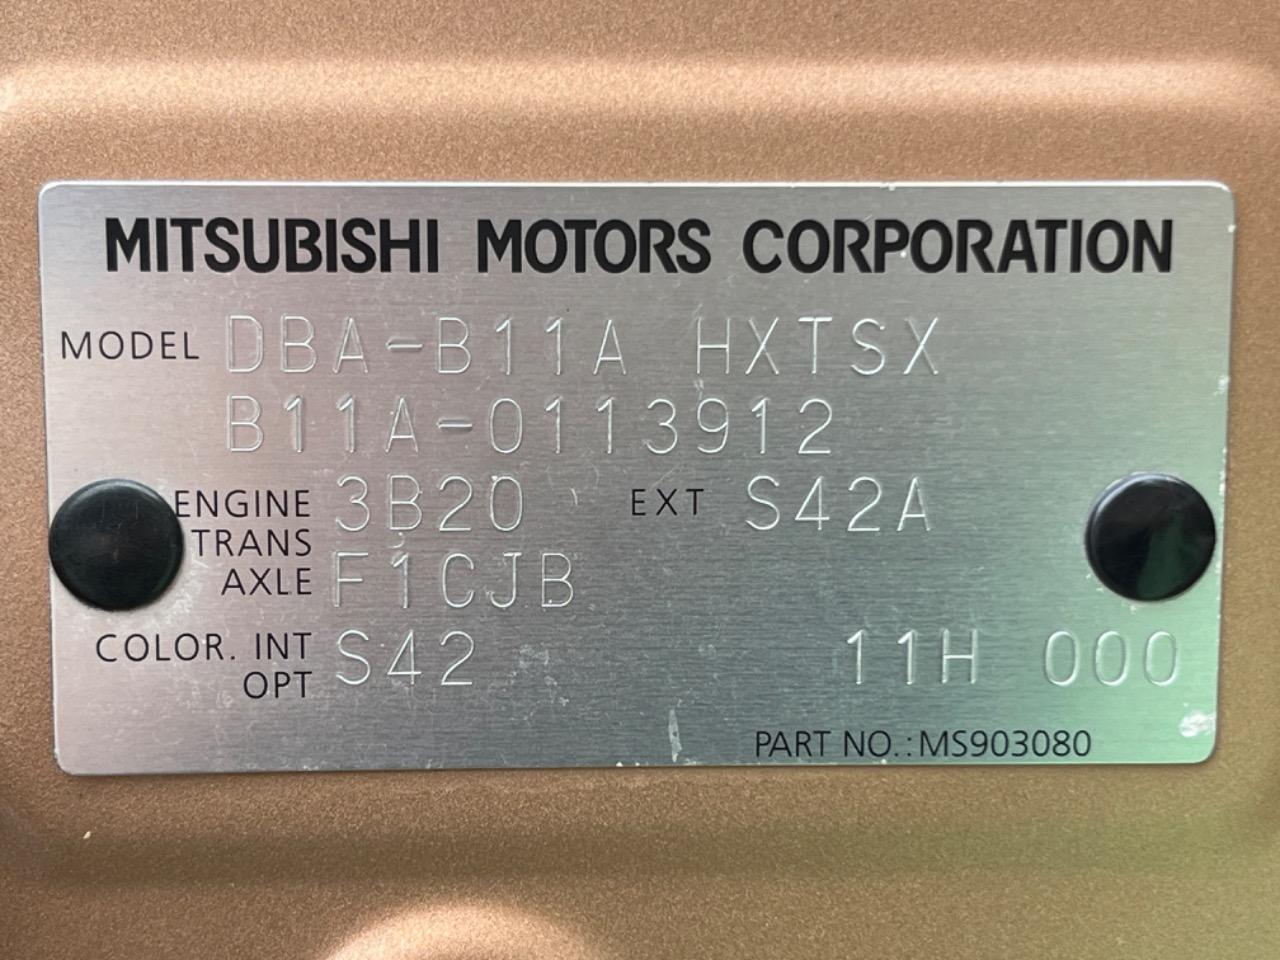 MITSUBISHI MOTORS CORPORATION
MODEL DBA-B11A HXTSX
B11A-0113912
ENGINE 3B20 EXT S42A
TRANS
AXLE F1CJB
COLOR. INT S42 11H 000
OPT
PART NO.:MS903080